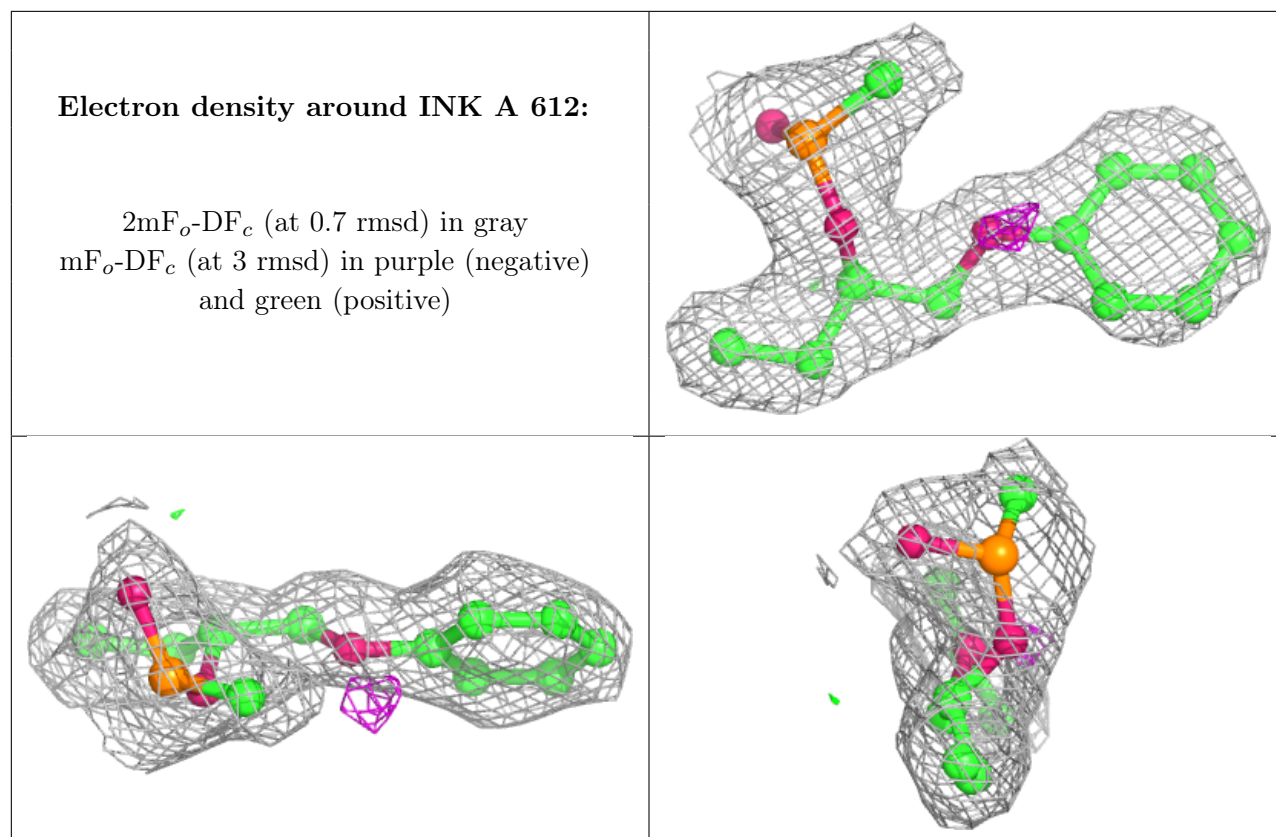 Electron density around INK A 612:
2mFo-DFc (at 0.7 rmsd) in gray
mFo-DFc (at 3 rmsd) in purple (negative)
and green (positive)